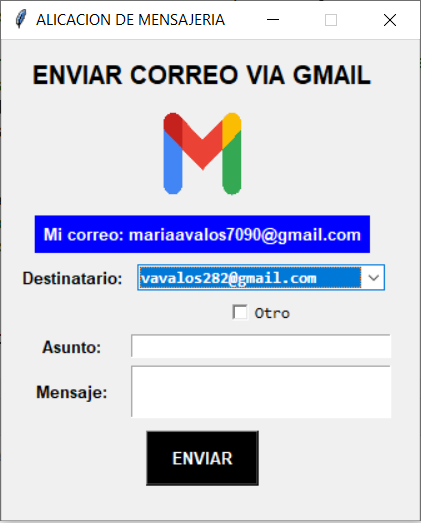 ALICACION DE MENSAJERIA
ENVIAR CORREO VIA GMAIL
Mi correo: mariaavalos7090@gmail.com
Destinatario: vavalos282@gmail.com
Otro
Asunto:
Mensaje:
ENVIAR